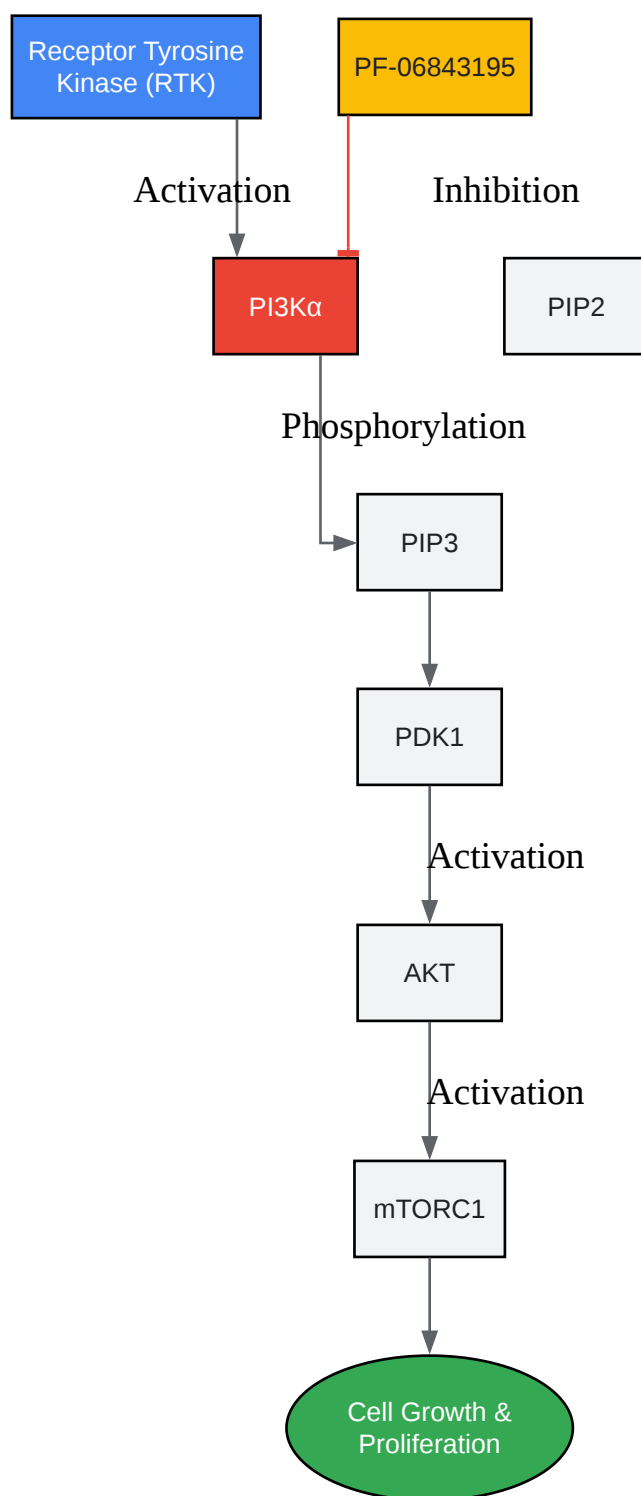 Receptor Tyrosine
Kinase (RTK)
PF-06843195
Activation
Inhibition
PI3Kα
PIP2
Phosphorylation
PIP3
PDK1
Activation
AKT
Activation
mTORC1
Cell Growth &
Proliferation